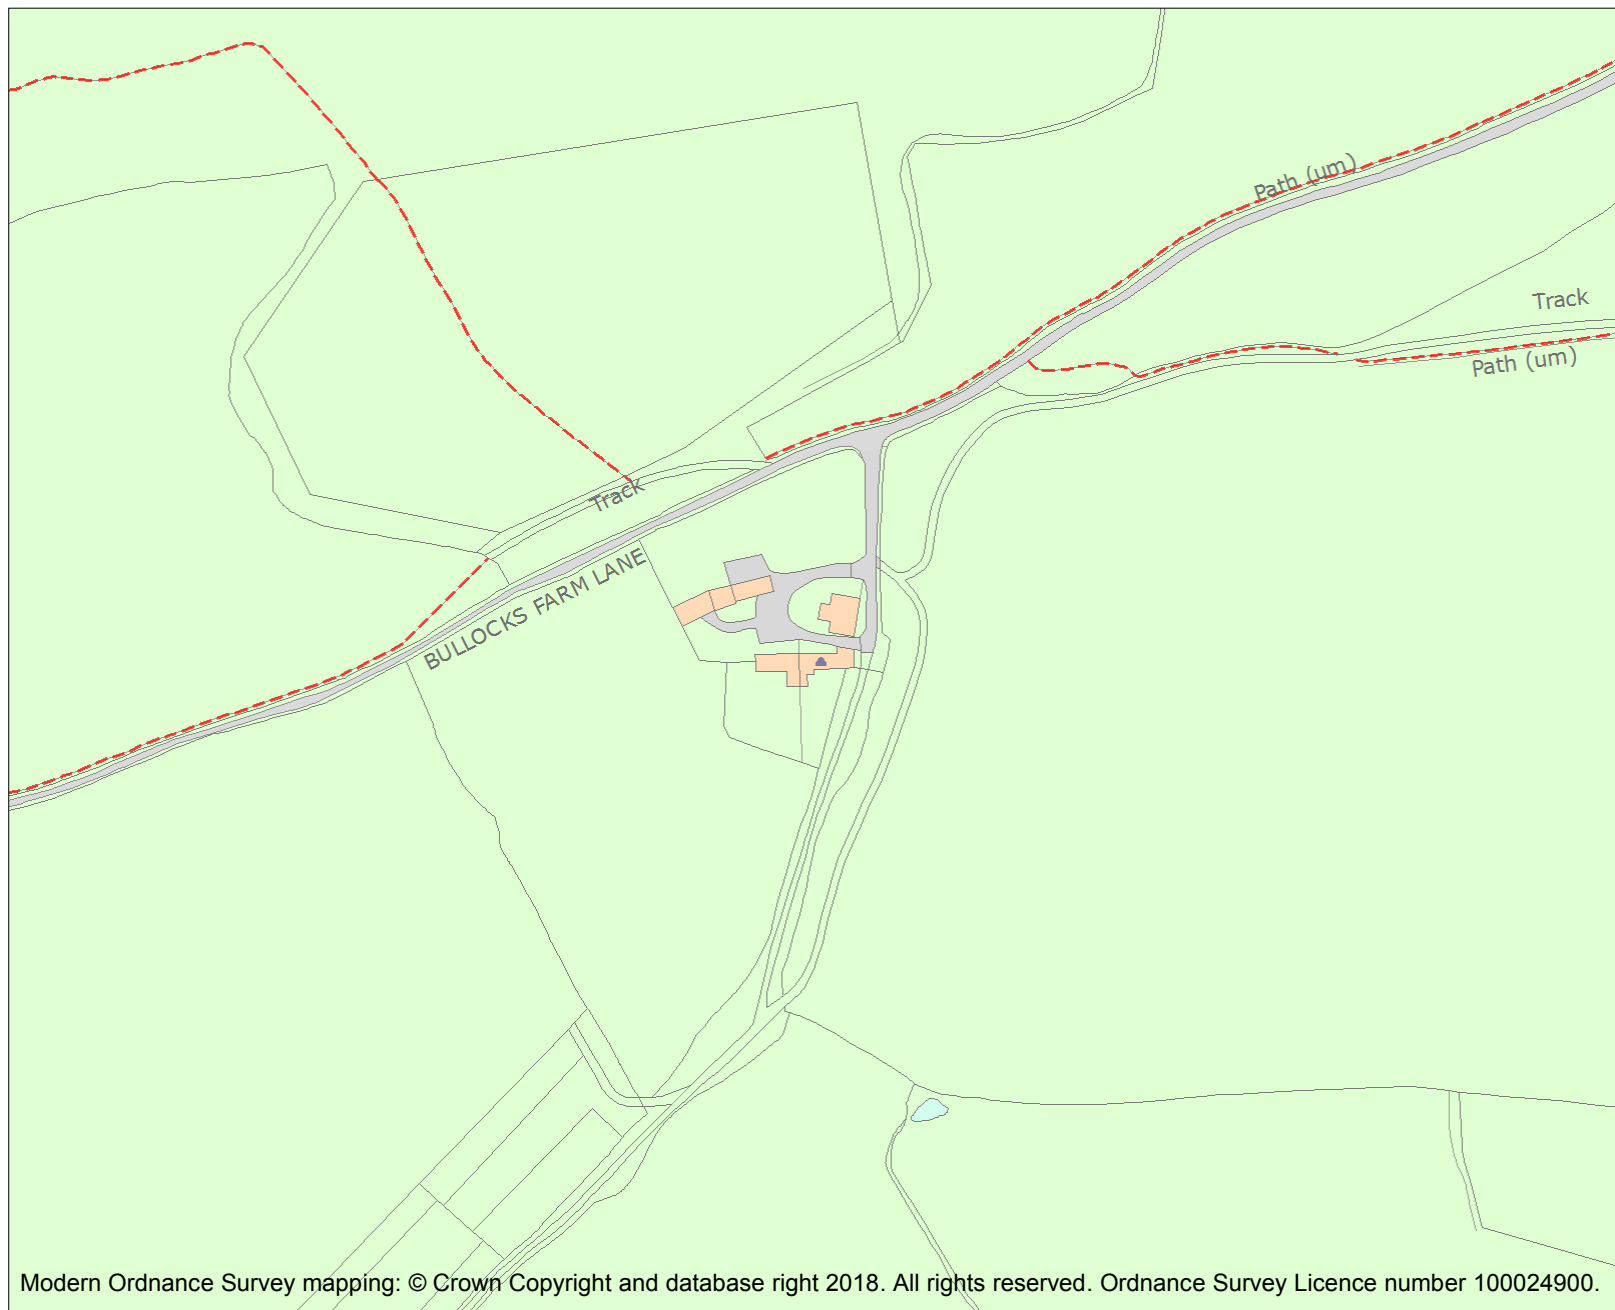 Path (um)
Track
Path (um)
Track
BULLOCKS FARM LANE
Modern Ordnance Survey mapping: © Crown Copyright and database right 2018. All rights reserved. Ordnance Survey Licence number 100024900.